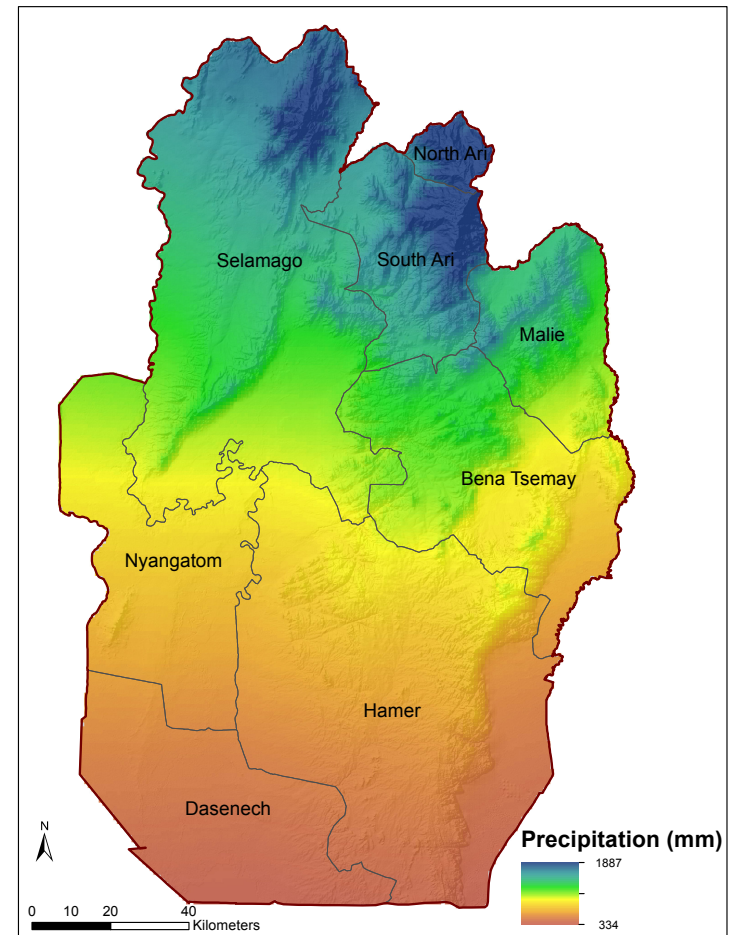 North Ari
Selamago
South Ari
Malie
Bena Tsemay
Nyangatom
Hamer
Dasenech
N
0 10 20 40
Kilometers
Precipitation (mm)
1887
334